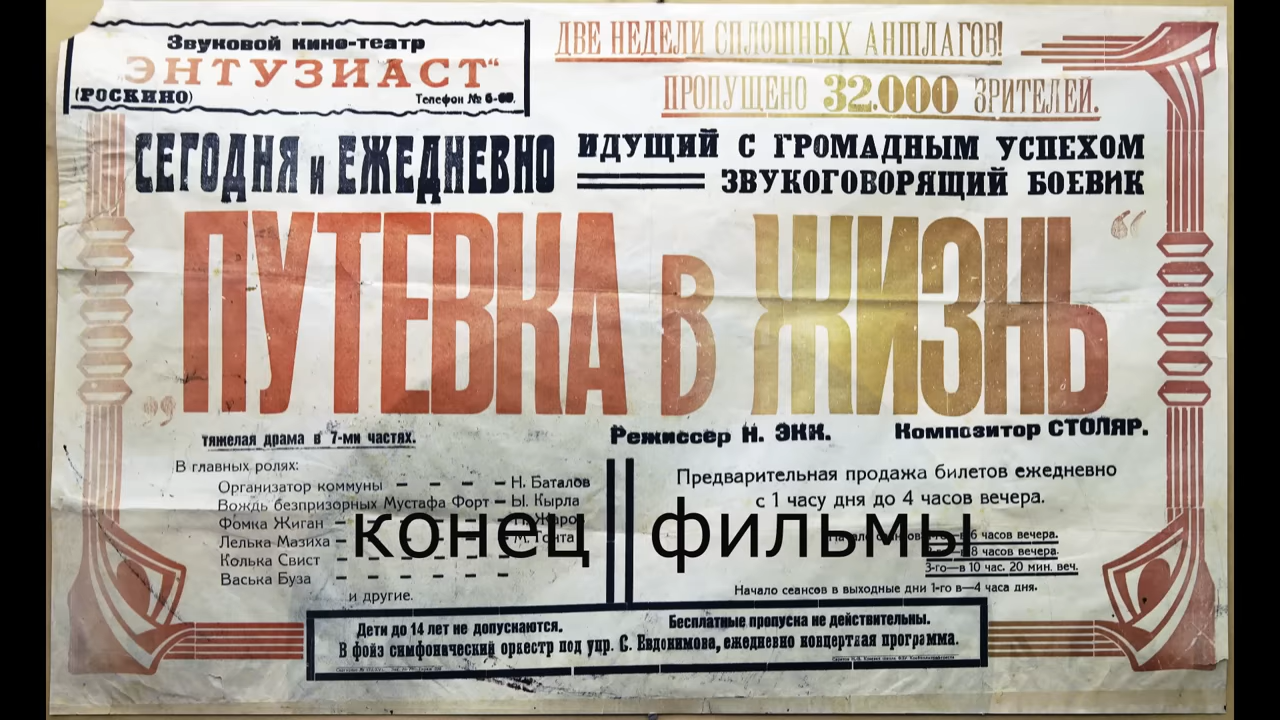 Звуковой кино-театр
ЭНТУЗИАСТ“
(РОСКИНО)
Телефон № 6-60.
ДВЕ НЕДЕЛИ СПЛОШНЫХ АНШЛАГОВ!
ПРОПУЩЕНО 32.000 ЗРИТЕЛЕЙ.
СЕГОДНЯ и ЕЖЕДНЕВНО
ИДУЩИЙ С ГРОМАДНЫМ УСПЕХОМ
ЗВУКОГОВОРЯЩИЙ БОЕВИК
„ПУТЕВКА В ЖИЗНЬ“
тяжелая драма в 7-ми частях.
Режиссер Н. ЭКК.
Композитор СТОЛЯР.
В главных ролях:
Организатор коммуны — — — — Н. Баталов
Вождь безпризорных Мустафа Форт — Ы. Кырла
Фомка Жиган — Жаров
Лелька Мазиха — М. Гонта
Колька Свист
Васька Буза — — — — — —
и другие.
Предварительная продажа билетов ежедневно
с 1 часу дня до 4 часов вечера.
Начало 6 часов вечера.
8 часов вечера.
3-го—в 10 час. 20 мин. веч.
Начало сеансов в выходные дни 1-го в—4 часа дня.
конец фильмы
Дети до 14 лет не допускаются.
Бесплатные пропуска не действительны.
В фойэ симфонический оркестр под упр. С. Евдокимова, ежедневно концертная программа.